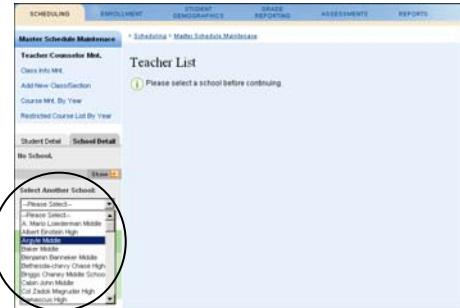 SCHEDULING ENROLLMENT STUDENT DEMOGRAPHICS GRADE REPORTING ASSESSMENTS REPORTS
Master Schedule Maintenance
Scheduling > Master Schedule Maintenance
Teacher Counselor Mnt.
Class Info Mnt.
Add New Class/Section
Course Mnt. By Year
Restricted Course List By Year
Teacher List
Please select a school before continuing.
Student Detail School Detail
No School.
Show
Select Another School:
--Please Select--
--Please Select--
A. Mario Loiederman Middle
Albert Einstein High
Argyle Middle
Baker Middle
Benjamin Banneker Middle
Bethesda-chevy Chase High
Briggs Chaney Middle Schoo
Cabin John Middle
Col Zadok Magruder High
Damascus High